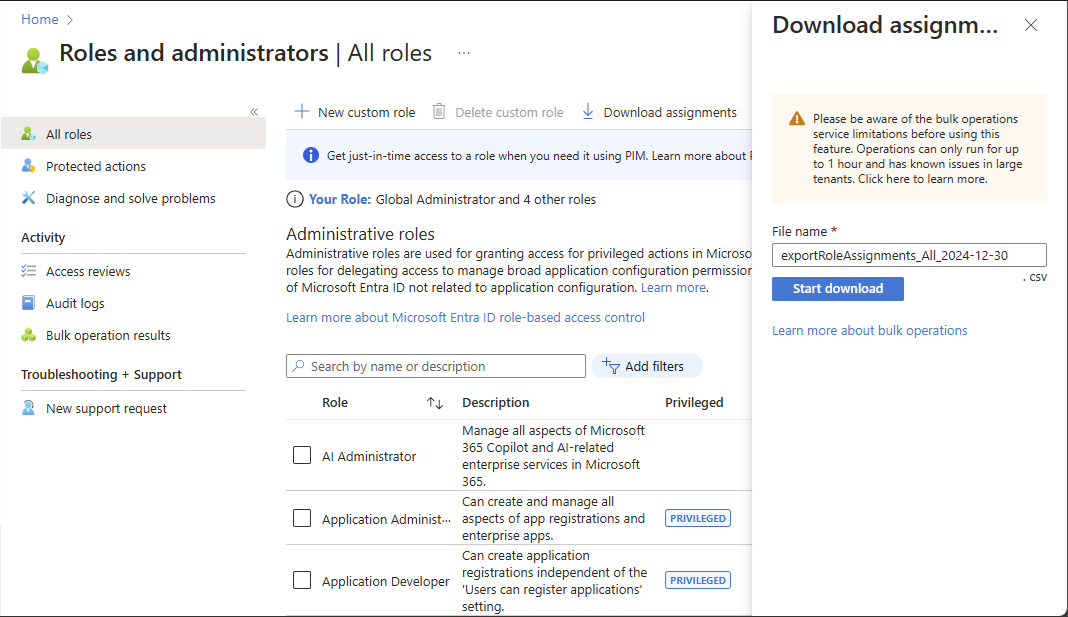 Home
Roles and administrators | All roles
...
«
All roles
Protected actions
Diagnose and solve problems
Activity
Access reviews
Audit logs
Bulk operation results
Troubleshooting + Support
New support request
New custom role
Delete custom role
Download assignments
Get just-in-time access to a role when you need it using PIM. Learn more about
Your Role: Global Administrator and 4 other roles
Administrative roles
Administrative roles are used for granting access for privileged actions in Microso
roles for delegating access to manage broad application configuration permission
of Microsoft Entra ID not related to application configuration. Learn more.
Learn more about Microsoft Entra ID role-based access control
Search by name or description
Add filters
Role Description Privileged
AI Administrator
Manage all aspects of Microsoft
365 Copilot and AI-related
enterprise services in Microsoft
365.
Application Administ...
Can create and manage all
aspects of app registrations and
enterprise apps.
PRIVILEGED
Application Developer
Can create application
registrations independent of the
'Users can register applications'
setting.
PRIVILEGED
Download assignm...
Please be aware of the bulk operations
service limitations before using this
feature. Operations can only run for up
to 1 hour and has known issues in large
tenants. Click here to learn more.
File name *
exportRoleAssignments_All_2024-12-30
. csv
Start download
Learn more about bulk operations